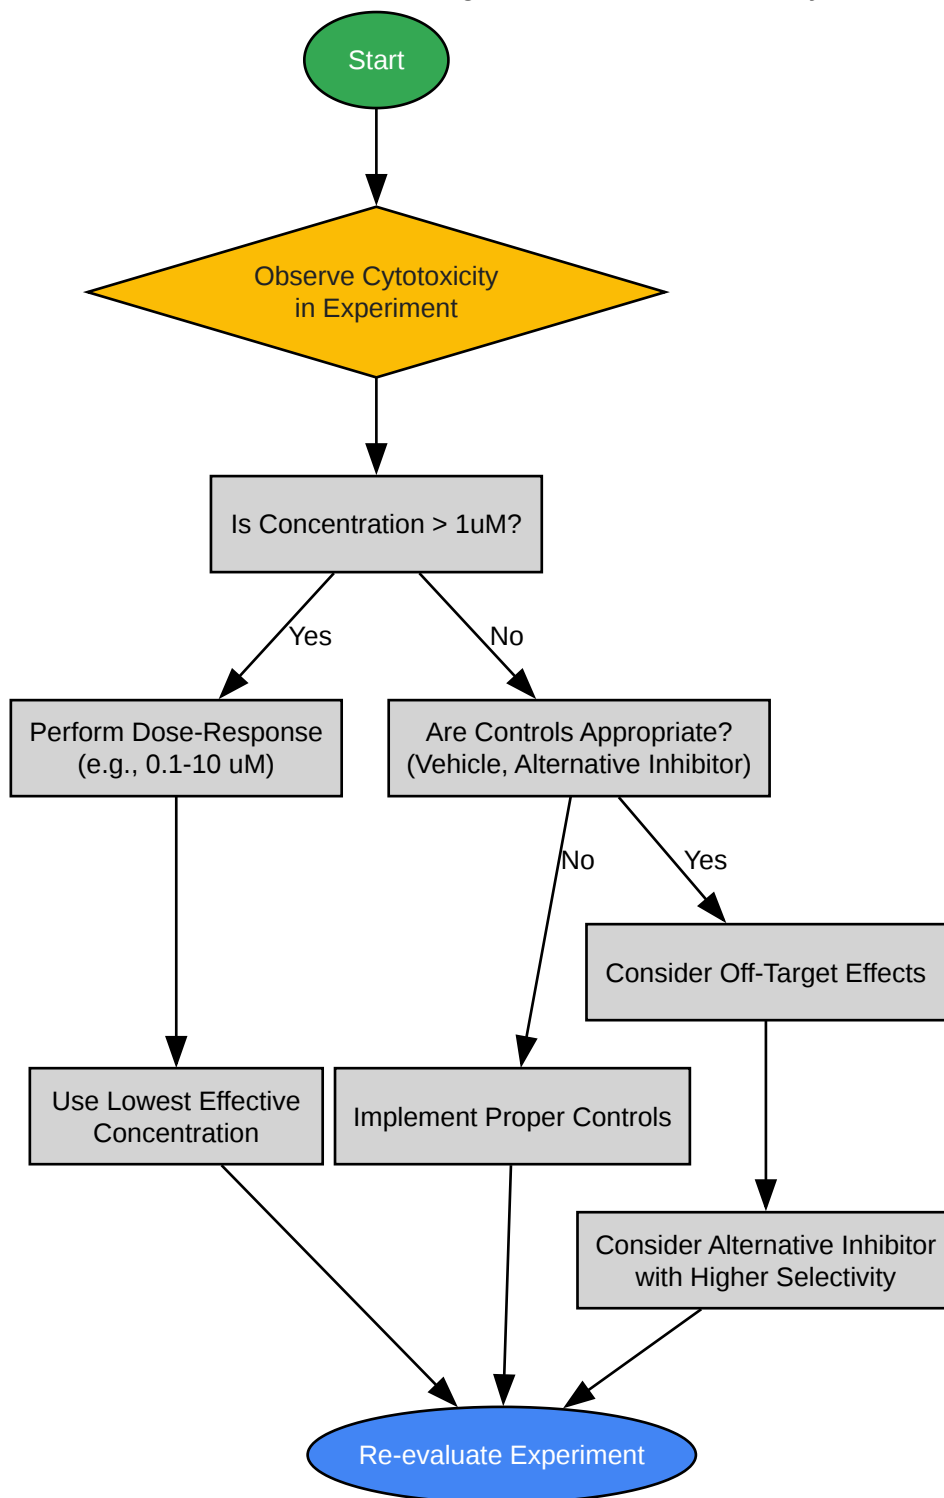 Start
Observe Cytotoxicity
in Experiment
Is Concentration > 1uM?
Yes
No
Perform Dose-Response
(e.g., 0.1-10 uM)
Are Controls Appropriate?
(Vehicle, Alternative Inhibitor)
No
Yes
Consider Off-Target Effects
Use Lowest Effective
Concentration
Implement Proper Controls
Consider Alternative Inhibitor
with Higher Selectivity
Re-evaluate Experiment